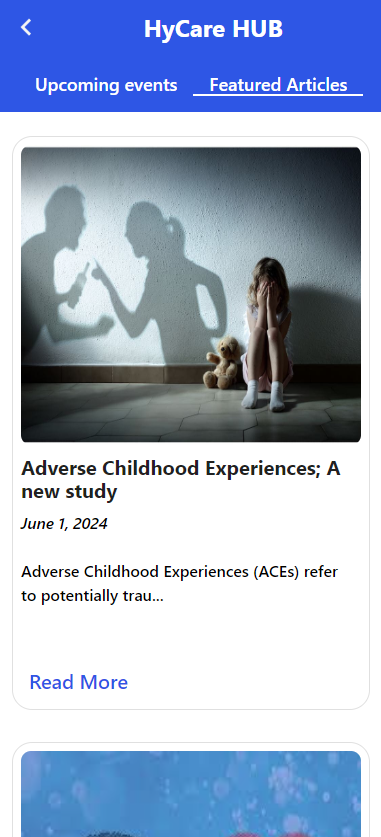 HyCare HUB
Upcoming events
Featured Articles
Adverse Childhood Experiences; A
new study
June 1, 2024
Adverse Childhood Experiences (ACEs) refer
to potentially trau...
Read More